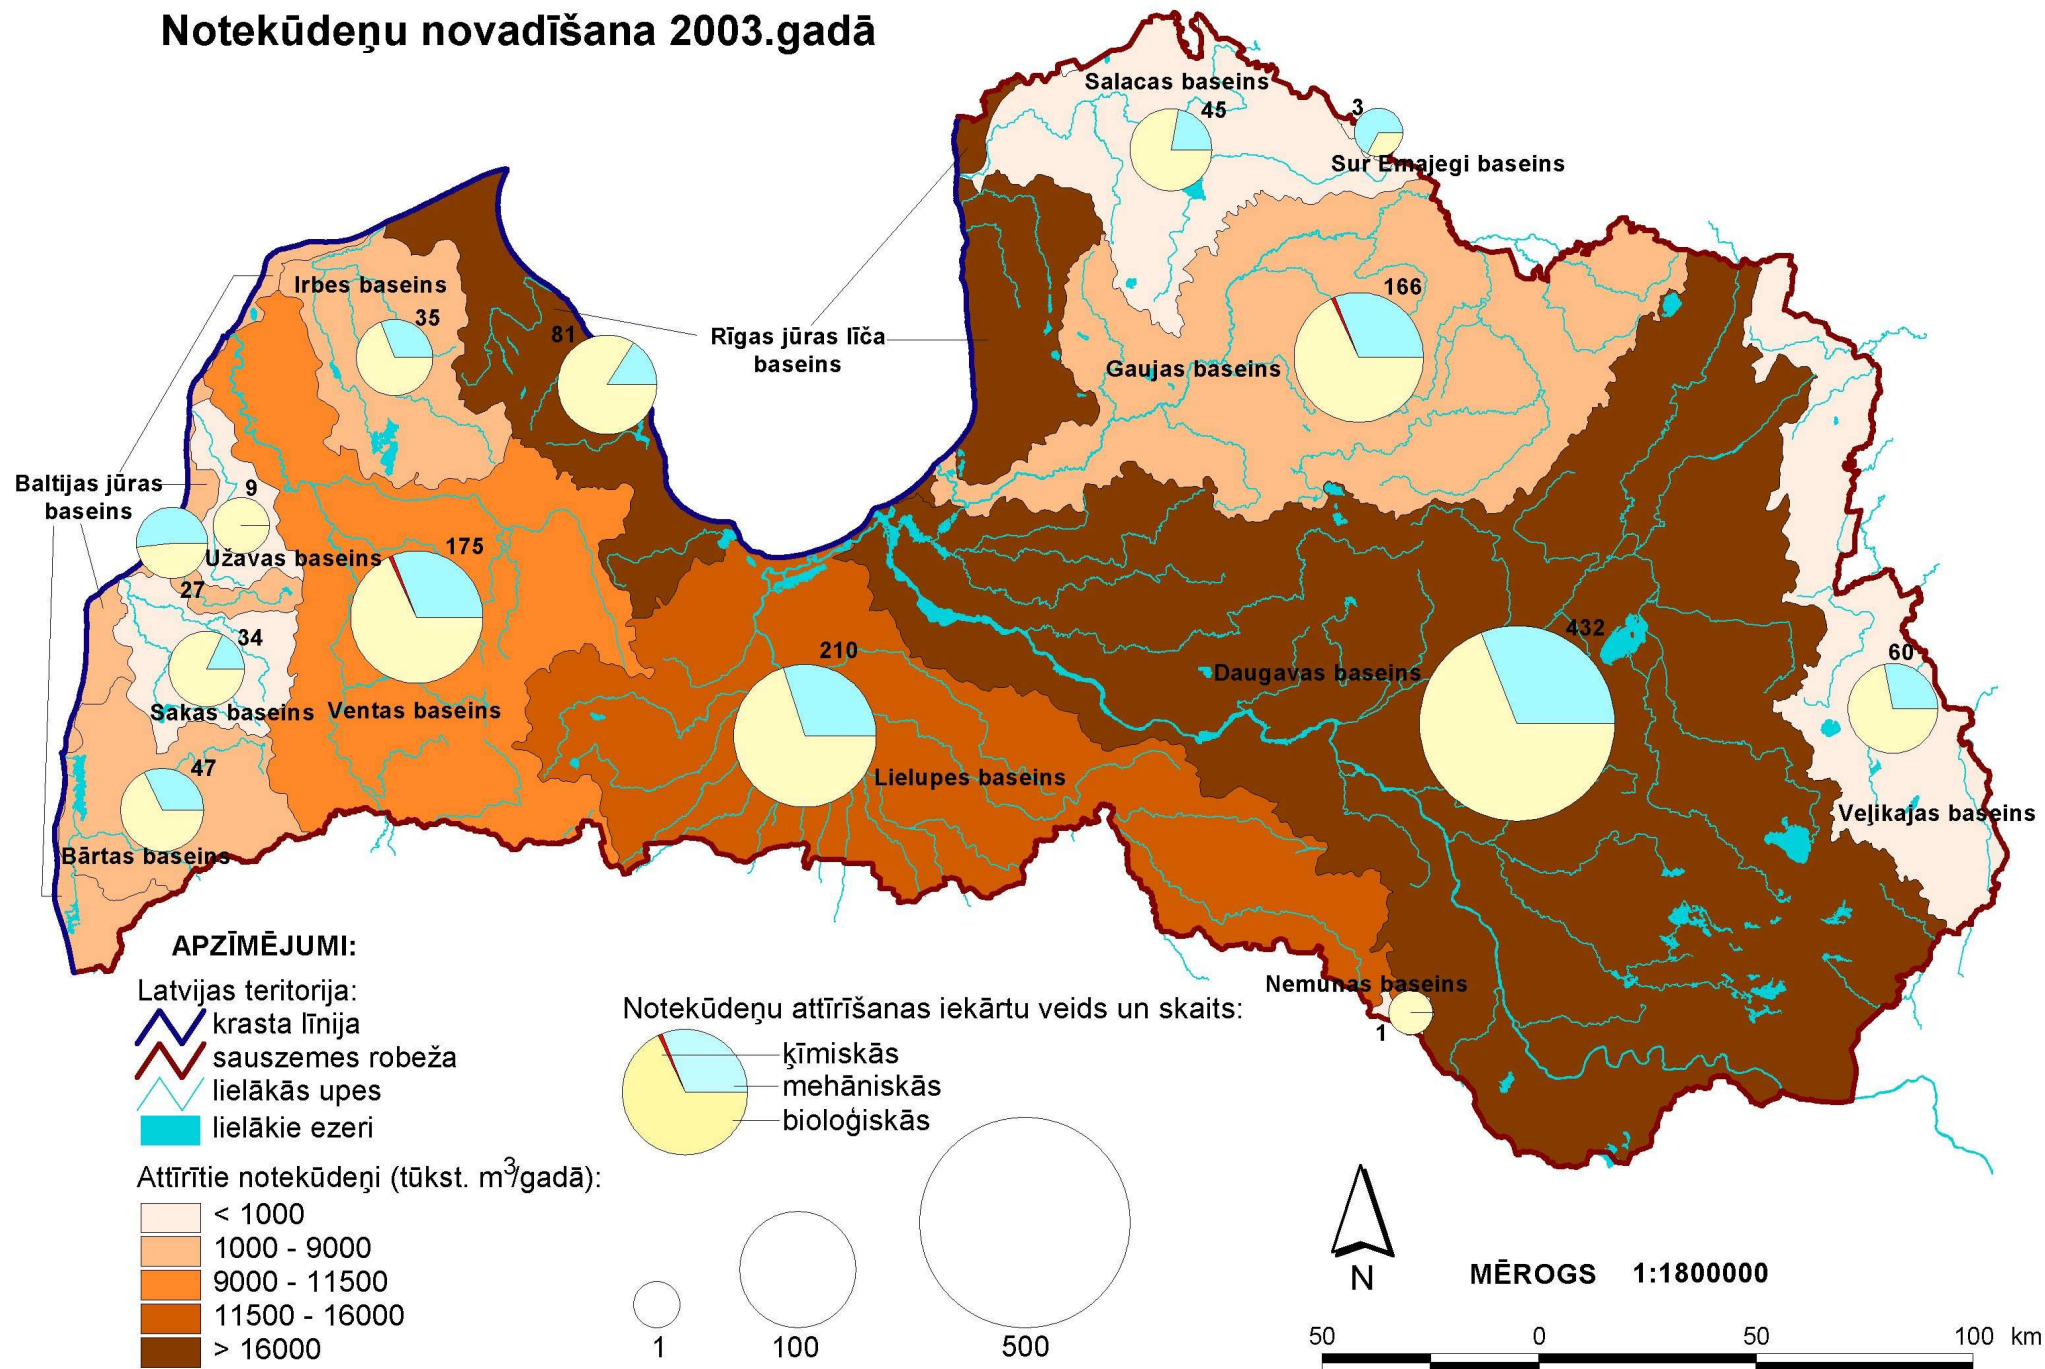 Notekūdeņu novadīšana 2003.gadā
Salacas baseins
45
3
Sur Emajegi baseins
Irbes baseins
35
81
Rīgas jūras līča
baseins
166
Gaujas baseins
Baltijas jūras
baseins
9
Užavas baseins
27
175
34
Sakas baseins
Ventas baseins
210
Lielupes baseins
432
Daugavas baseins
60
Veļikajas baseins
47
Bārtas baseins
Nemunas baseins
1
APZĪMĒJUMI:
Latvijas teritorija:
krasta līnija
sauszemes robeža
lielākās upes
lielākie ezeri
Attīrītie notekūdeņi (tūkst. m³/gadā):
< 1000
1000 - 9000
9000 - 11500
11500 - 16000
> 16000
Notekūdeņu attīrīšanas iekārtu veids un skaits:
ķīmiskās
mehāniskās
bioloģiskās
1
100
500
N
MĒROGS 1:1800000
50 0 50 100 km